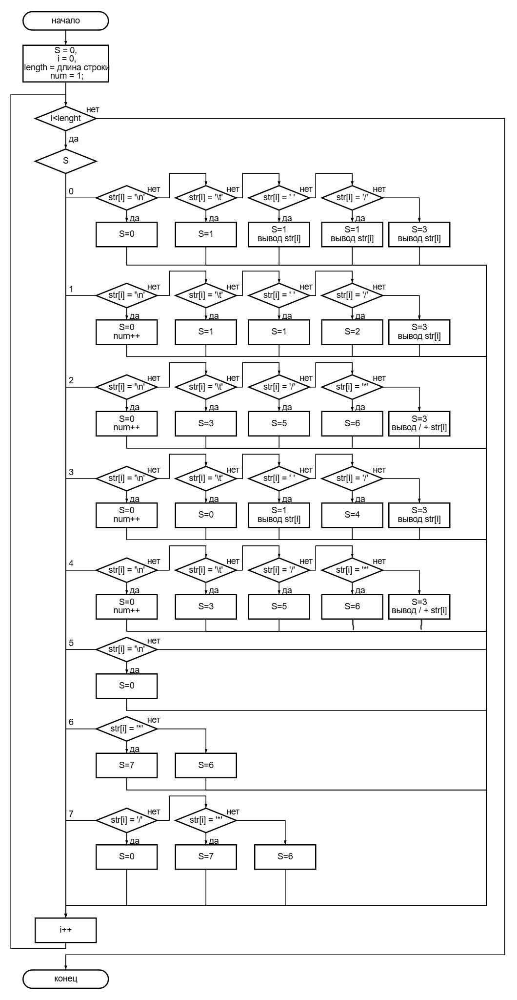 начало
S = 0,
i = 0,
length = длина строки
num = 1;
i<lenght
нет
да
S
0
str[i] = '\n'
нет
str[i] = '\t'
нет
str[i] = ' '
нет
str[i] = '/'
нет
да
да
да
да
S=0
S=1
S=1
вывод str[i]
S=1
вывод str[i]
S=3
вывод str[i]
1
str[i] = '\n'
нет
str[i] = '\t'
нет
str[i] = ' '
нет
str[i] = '/'
нет
да
да
да
да
S=0
num++
S=1
S=1
S=2
S=3
вывод str[i]
2
str[i] = '\n'
нет
str[i] = '\t'
нет
str[i] = '/'
нет
str[i] = '*'
нет
да
да
да
да
S=0
num++
S=3
S=5
S=6
S=3
вывод / + str[i]
3
str[i] = '\n'
нет
str[i] = '\t'
нет
str[i] = ' '
нет
str[i] = '/'
нет
да
да
да
да
S=0
num++
S=0
S=1
вывод str[i]
S=4
S=3
вывод str[i]
4
str[i] = '\n'
нет
str[i] = '\t'
нет
str[i] = '/'
нет
str[i] = '*'
нет
да
да
да
да
S=0
num++
S=3
S=5
S=6
S=3
вывод / + str[i]
5
str[i] = '\n'
нет
да
S=0
6
str[i] = '*'
нет
да
S=7
S=6
7
str[i] = '/'
нет
str[i] = '*'
нет
да
да
S=0
S=7
S=6
i++
конец